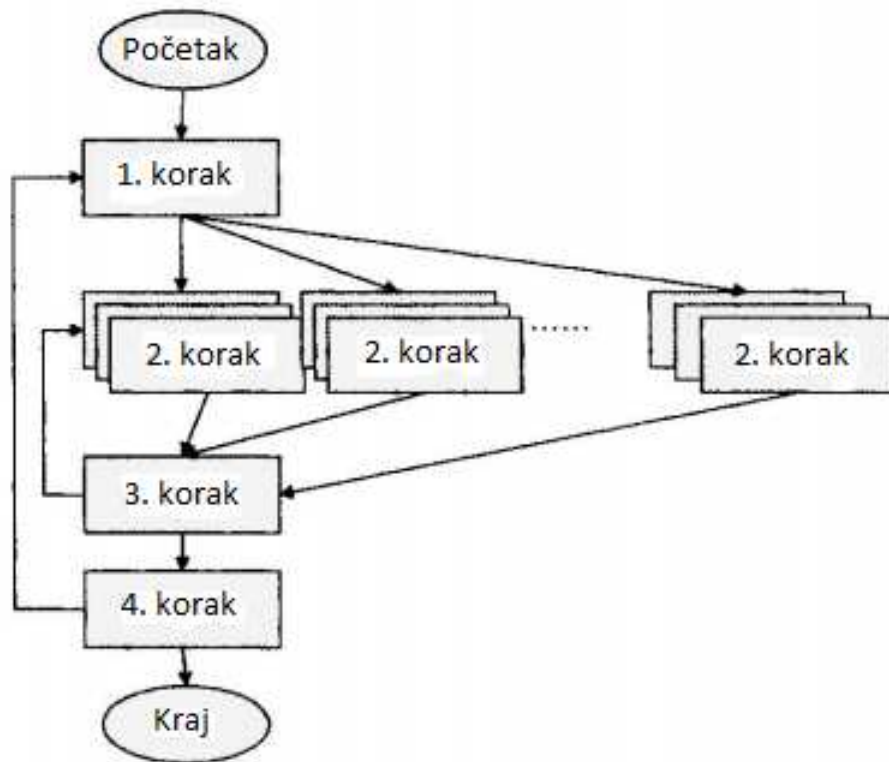 Početak
1. korak
2. korak
2. korak
......
2. korak
3. korak
4. korak
Kraj